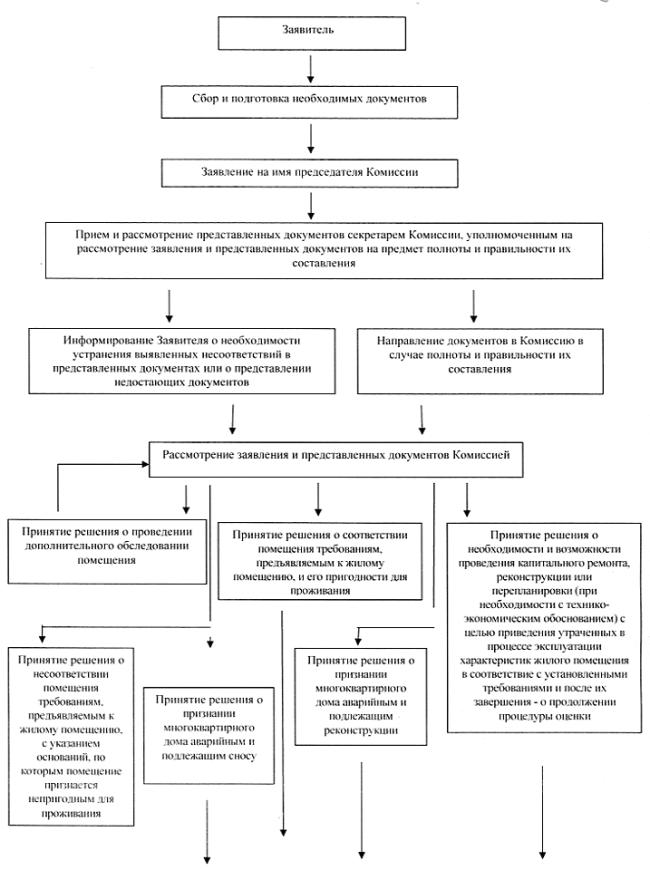 Заявитель
Сбор и подготовка необходимых документов
Заявление на имя председателя Комиссии
Прием и рассмотрение представленных документов секретарем Комиссии, уполномоченным на
рассмотрение заявления и представленных документов на предмет полноты и правильности их
составления
Информирование Заявителя о необходимости
устранения выявленных несоответствий в
представленных документах или о представлении
недостающих документов
Направление документов в Комиссию в
случае полноты и правильности их
составления
Рассмотрение заявления и представленных документов Комиссией
Принятие решения о проведении
дополнительного обследовании
помещения
Принятие решения о соответствии
помещения требованиям,
предъявляемым к жилому
помещению, и его пригодности для
проживания
Принятие решения о
необходимости и возможности
проведения капитального ремонта,
реконструкции или
перепланировки (при
необходимости с технико-
экономическим обоснованием) с
целью приведения утраченных в
процессе эксплуатации
характеристик жилого помещения
в соответствие с установленными
требованиями и после их
завершения - о продолжении
процедуры оценки
Принятие решения о
несоответствии
помещения
требованиям,
предъявляемым к
жилому помещению,
с указанием
оснований, по
которым помещение
признается
непригодным для
проживания
Принятие решения о
признании
многоквартирного
дома аварийным и
подлежащим сносу
Принятие решения о
признании
многоквартирного
дома аварийным и
подлежащим
реконструкции